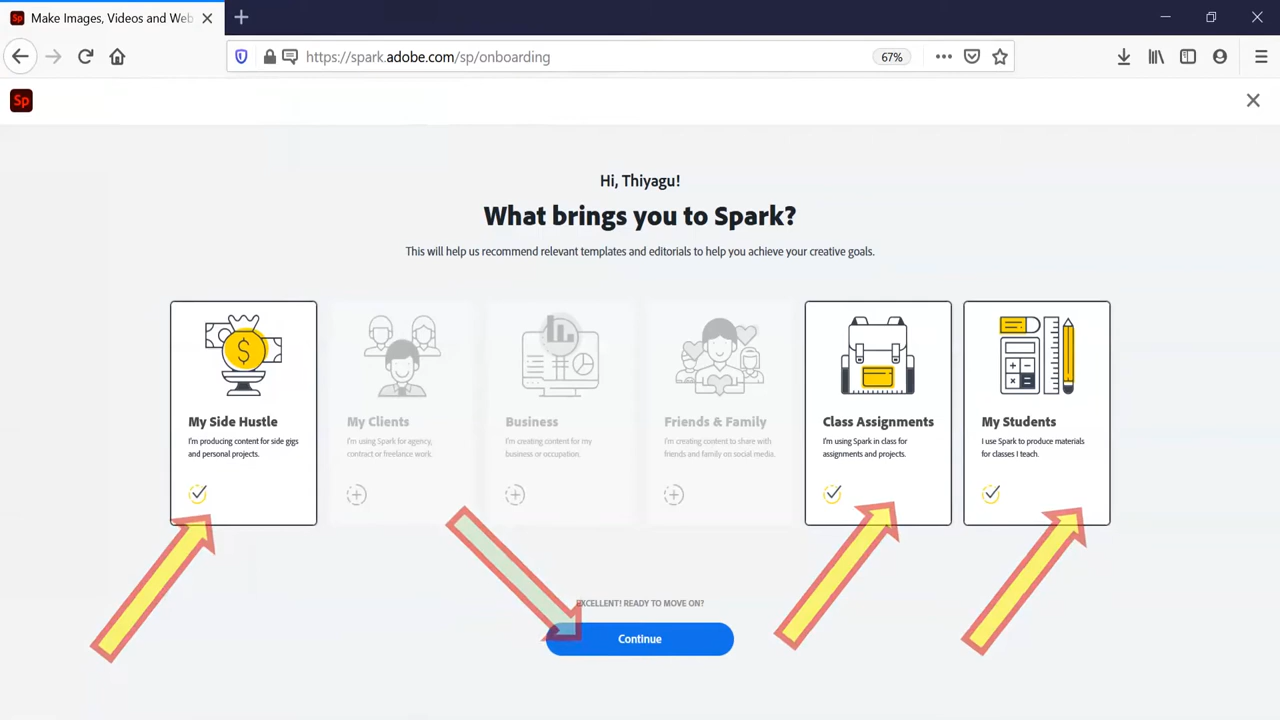 Sp Make Images, Videos and Web
https://spark.adobe.com/sp/onboarding 67%
Sp
Hi, Thiyagu!
What brings you to Spark?
This will help us recommend relevant templates and editorials to help you achieve your creative goals.
My Side Hustle
I'm producing content for side gigs
and personal projects.
My Clients
I'm using Spark for agency,
contract or freelance work.
Business
I'm creating content for my
business or occupation.
Friends & Family
I'm creating content to share with
friends and family on social media.
Class Assignments
I'm using Spark in class for
assignments and projects.
My Students
I use Spark to produce materials
for classes I teach.
EXCELLENT! READY TO MOVE ON?
Continue